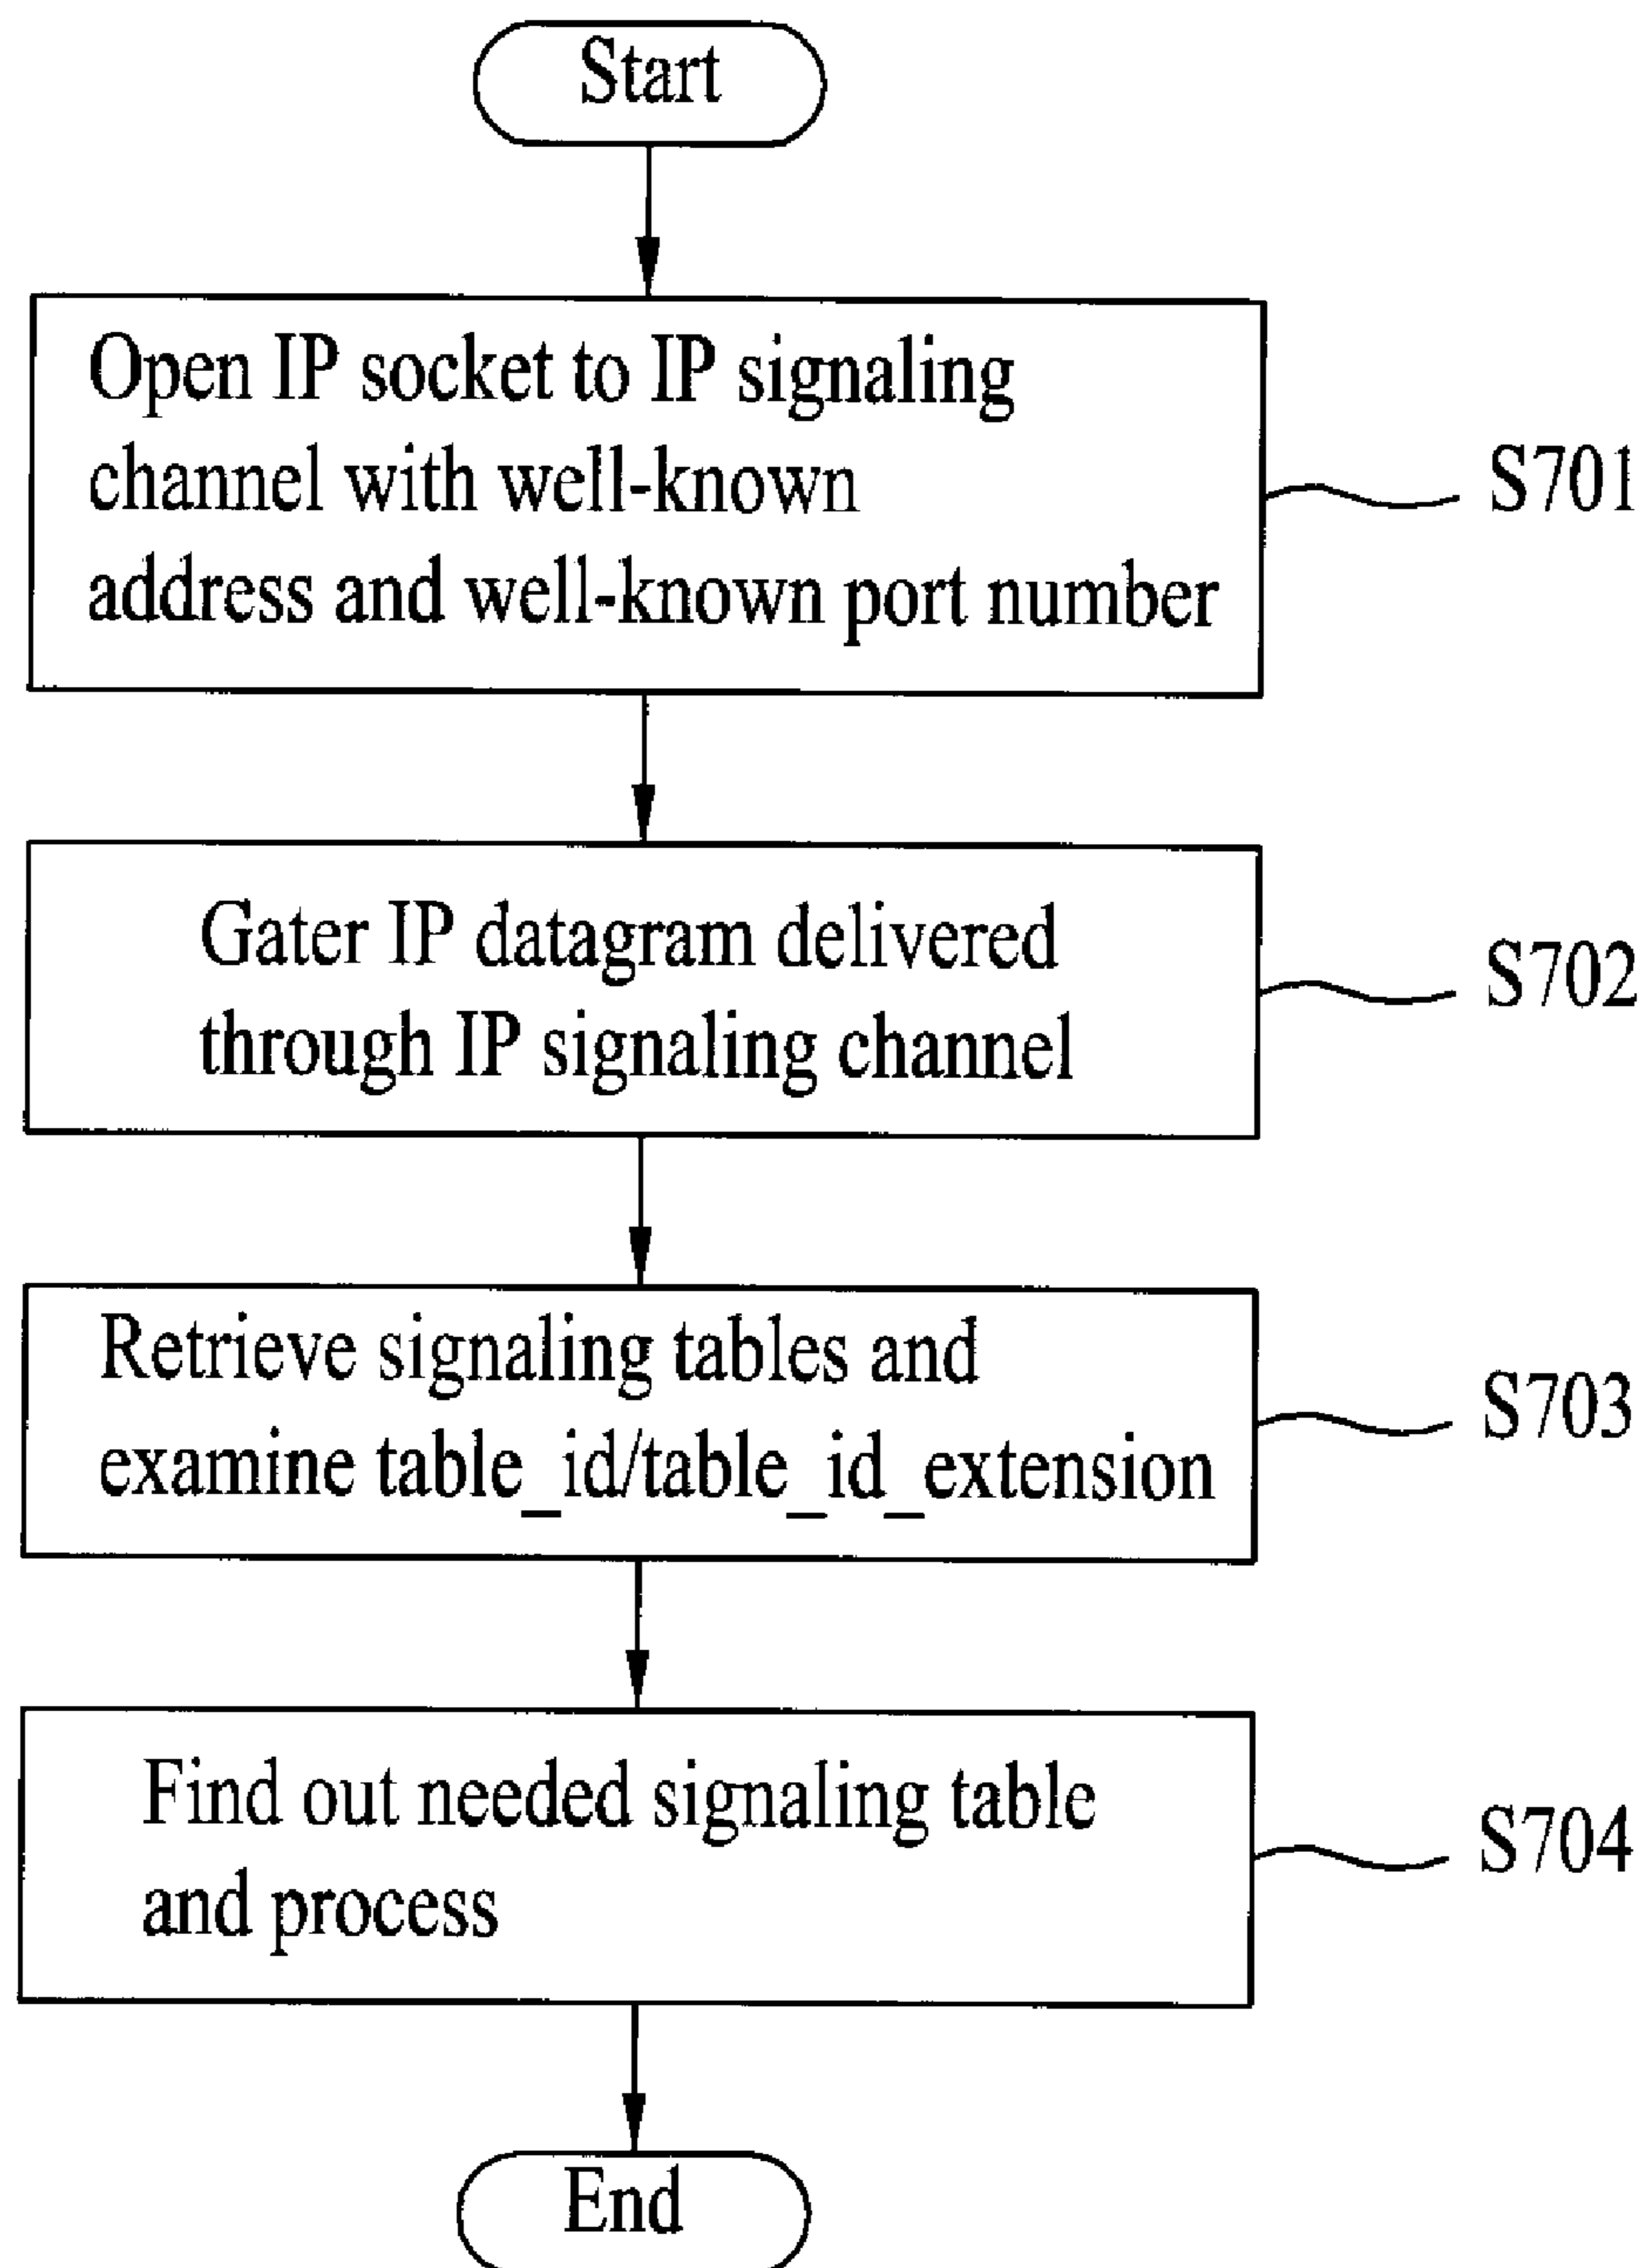 Start
Open IP socket to IP signaling
channel with well-known
address and well-known port number
S701
Gater IP datagram delivered
through IP signaling channel
S702
Retrieve signaling tables and
examine table_id/table_id_extension
S703
Find out needed signaling table
and process
S704
End